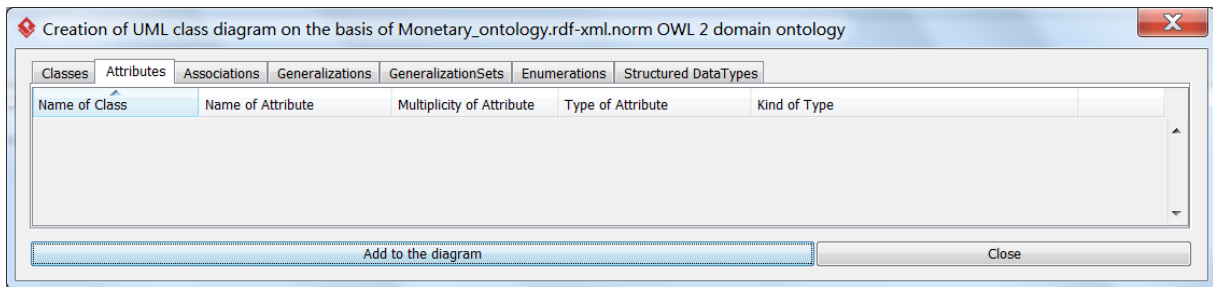 Creation of UML class diagram on the basis of Monetary_ontology.rdf-xml.norm OWL 2 domain ontology
Classes Attributes Associations Generalizations GeneralizationSets Enumerations Structured DataTypes
Name of Class Name of Attribute Multiplicity of Attribute Type of Attribute Kind of Type
Add to the diagram Close